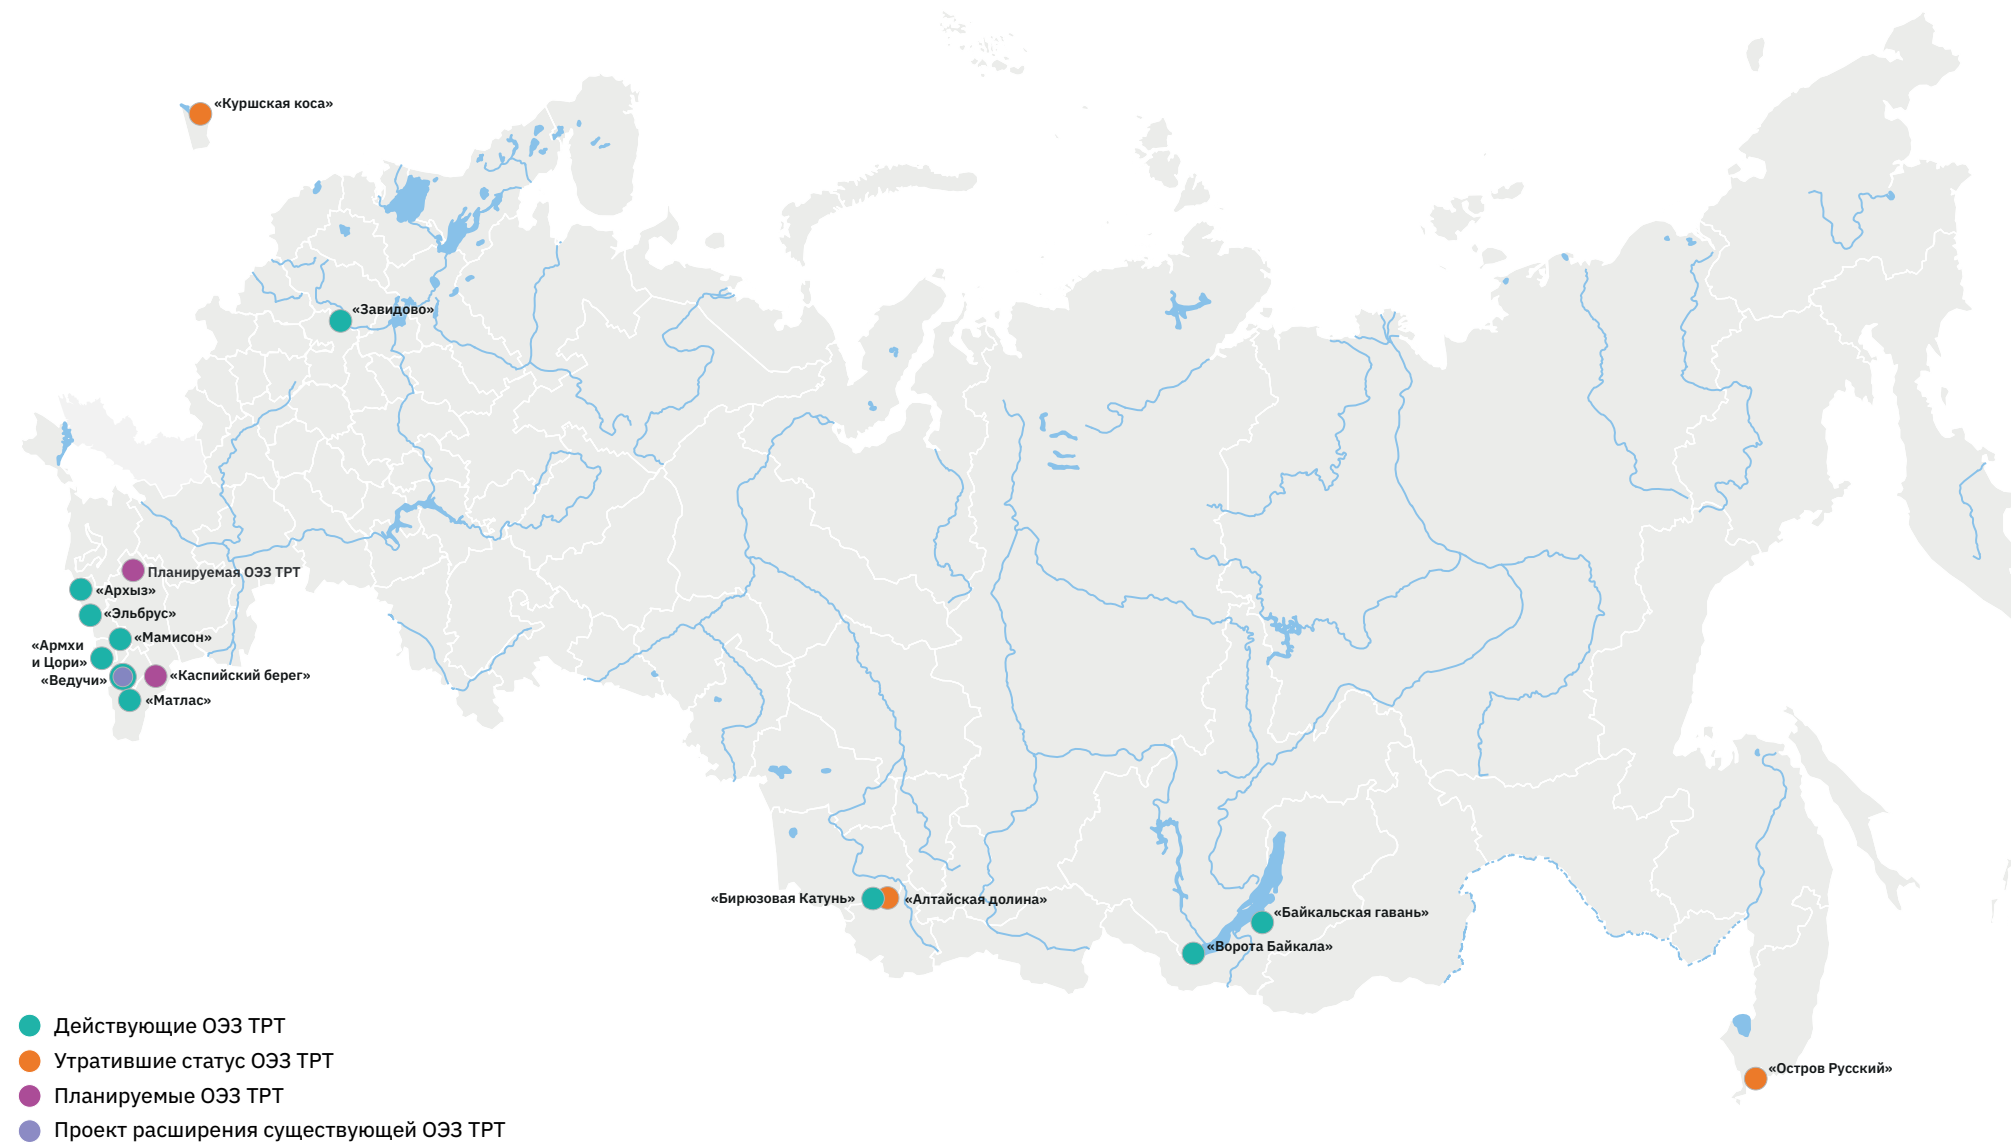 «Куршская коса»
«Завидово»
Планируемая ОЭЗ ТРТ
«Архыз»
«Эльбрус»
«Мамисон»
«Армхи
и Цори»
«Ведучи»
«Каспийский берег»
«Матлас»
«Бирюзовая Катунь»
«Алтайская долина»
«Байкальская гавань»
«Ворота Байкала»
«Остров Русский»
Действующие ОЭЗ ТРТ
Утратившие статус ОЭЗ ТРТ
Планируемые ОЭЗ ТРТ
Проект расширения существующей ОЭЗ ТРТ